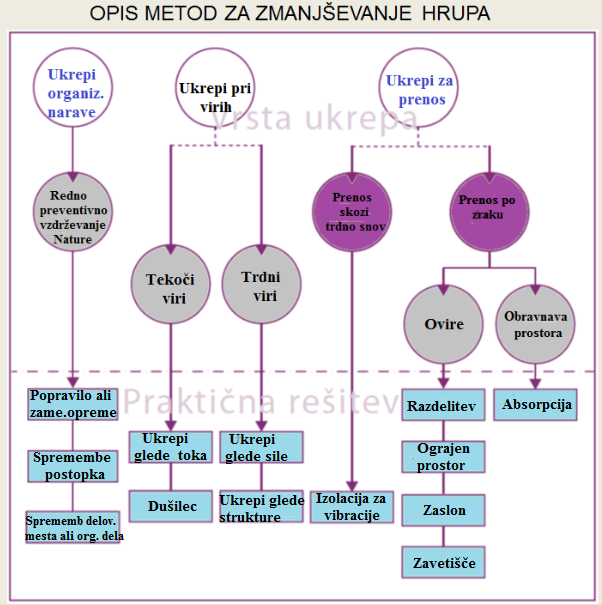 OPIS METOD ZA ZMANJŠEVANJE HRUPA
Ukrepi
organiz.
narave
Ukrepi pri
virih
Ukrepi za
prenos
vrsta ukrepa
Redno
preventivno
vzdrževanje
Nature
Prenos
skozi
trdno snov
Prenos po
zraku
Tekoči
viri
Trdni
viri
Ovire
Obravnava
prostora
Praktična rešitev
Popravilo ali
zame.opreme
Spremembe
postopka
Sprememb delov.
mesta ali org. dela
Ukrepi
glede toka
Dušilec
Ukrepi
glede sile
Ukrepi glede
strukture
Izolacija za
vibracije
Razdelitev
Ograjen
prostor
Zaslon
Zavetišče
Absorpcija